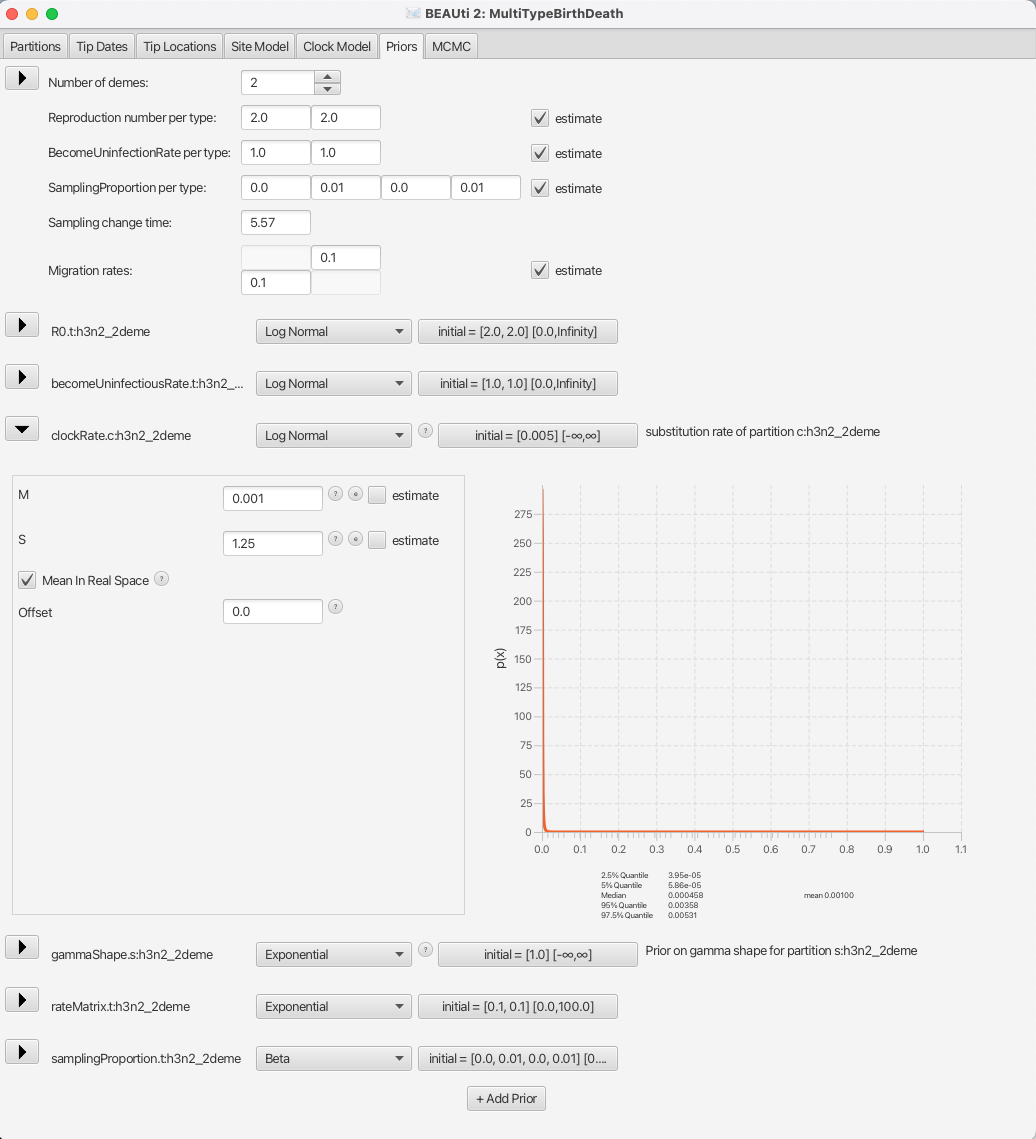 BEAUti 2: MultiTypeBirthDeath
Partitions Tip Dates Tip Locations Site Model Clock Model Priors MCMC
Number of demes: 2
Reproduction number per type: 2.0 2.0 estimate
BecomeUninfectionRate per type: 1.0 1.0 estimate
SamplingProportion per type: 0.0 0.01 0.0 0.01 estimate
Sampling change time: 5.57
0.1
Migration rates: estimate
0.1
R0.t:h3n2_2deme Log Normal initial = [2.0, 2.0] [0.0,Infinity]
becomeUninfectiousRate.t:h3n2_... Log Normal initial = [1.0, 1.0] [0.0,Infinity]
clockRate.c:h3n2_2deme Log Normal ? initial = [0.005] [-∞,∞] substitution rate of partition c:h3n2_2deme
M 0.001 ? e estimate
S 1.25 ? e estimate
Mean In Real Space ?
Offset 0.0 ?
p(x)
275
250
225
200
175
150
125
100
75
50
25
0
0.0 0.1 0.2 0.3 0.4 0.5 0.6 0.7 0.8 0.9 1.0 1.1
2.5% Quantile 3.95e-05
5% Quantile 5.86e-05
Median 0.000458 mean 0.00100
95% Quantile 0.00358
97.5% Quantile 0.00531
gammaShape.s:h3n2_2deme Exponential ? initial = [1.0] [-∞,∞] Prior on gamma shape for partition s:h3n2_2deme
rateMatrix.t:h3n2_2deme Exponential initial = [0.1, 0.1] [0.0,100.0]
samplingProportion.t:h3n2_2deme Beta initial = [0.0, 0.01, 0.0, 0.01] [0....
+ Add Prior